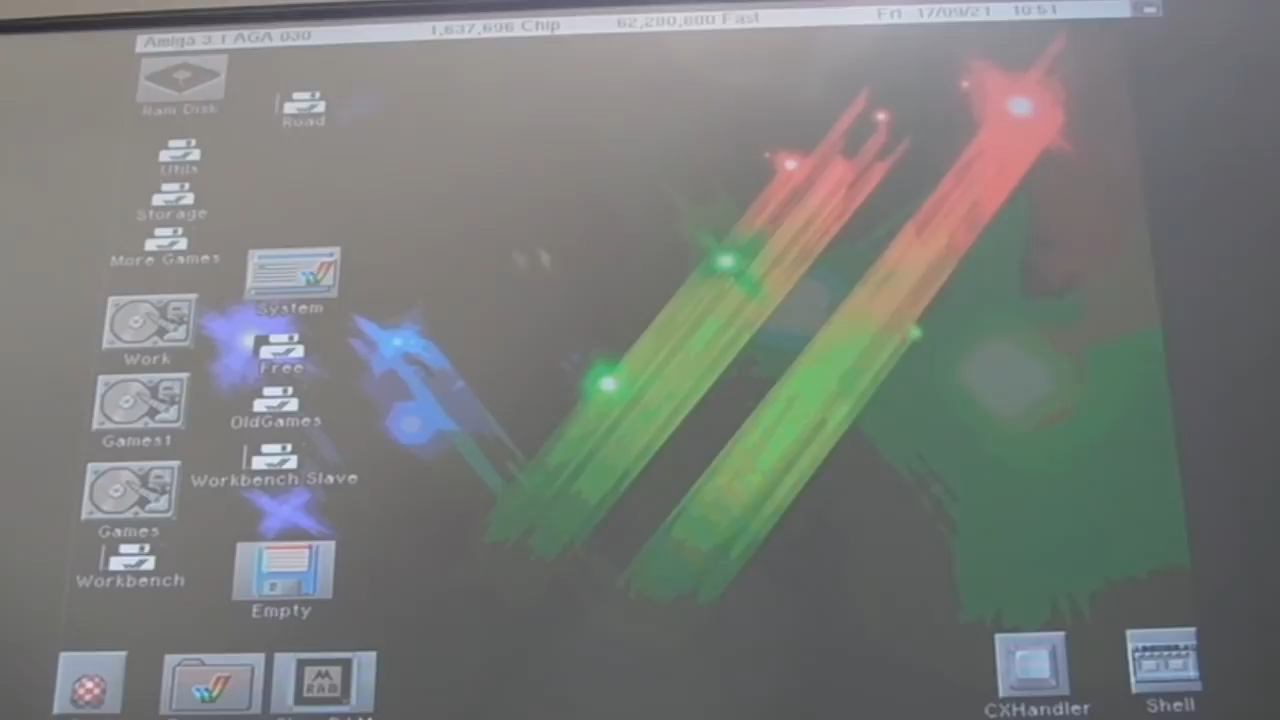 Amiga 3.1 AGA 030 1,637,696 Chip 62,200,800 Fast Fri 17/09/21 10:51
Ram Disk
Road
Utils
Storage
More Games
System
Work
Free
OldGames
Games1
Workbench Slave
Games
Workbench
Empty
M
RAM
CXHandler
Shell